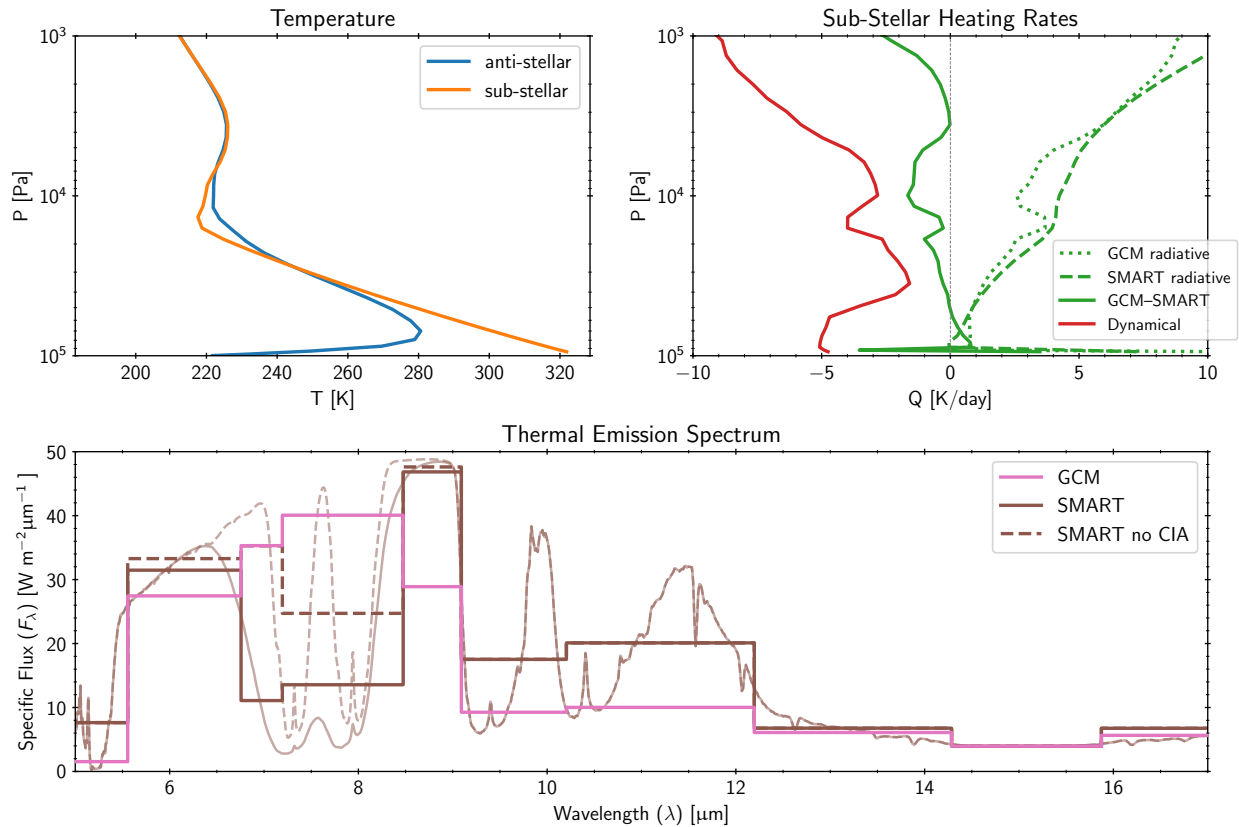 Temperature
10³
10⁴
10⁵
P [Pa]
anti-stellar
sub-stellar
200 220 240 260 280 300 320
T [K]
Sub-Stellar Heating Rates
10³
10⁴
10⁵
P [Pa]
GCM radiative
SMART radiative
GCM–SMART
Dynamical
−10 −5 0 5 10
Q [K/day]
Thermal Emission Spectrum
50
40
30
20
10
0
Specific Flux (Fλ) [W m⁻²μm⁻¹ ]
GCM
SMART
SMART no CIA
6 8 10 12 14 16
Wavelength (λ) [μm]